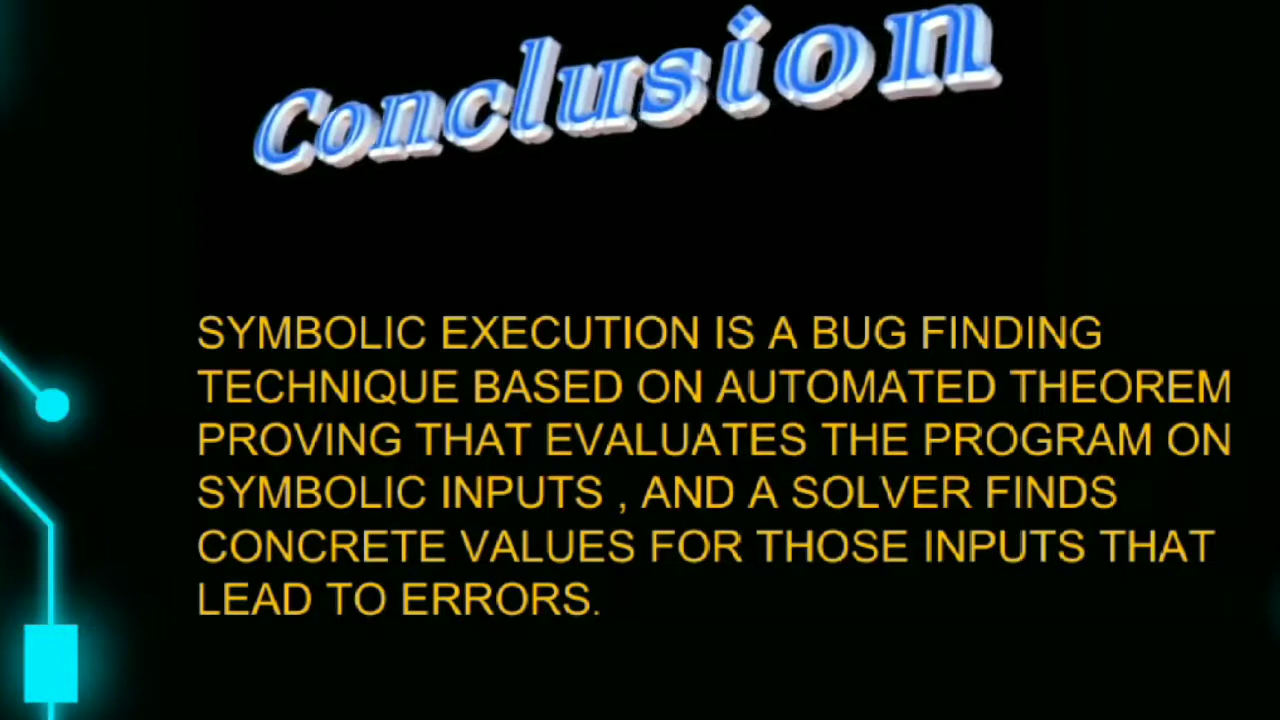 Conclusion
SYMBOLIC EXECUTION IS A BUG FINDING
TECHNIQUE BASED ON AUTOMATED THEOREM
PROVING THAT EVALUATES THE PROGRAM ON
SYMBOLIC INPUTS , AND A SOLVER FINDS
CONCRETE VALUES FOR THOSE INPUTS THAT
LEAD TO ERRORS.